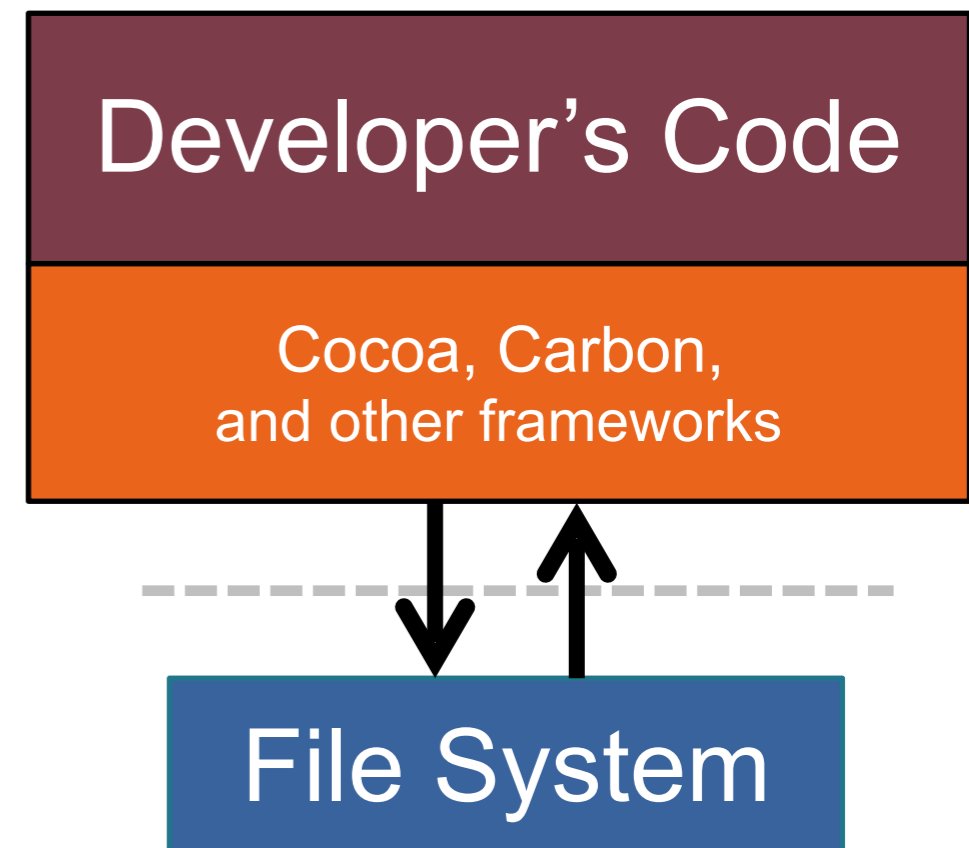 Developer’s Code
Cocoa, Carbon,
and other frameworks
File System